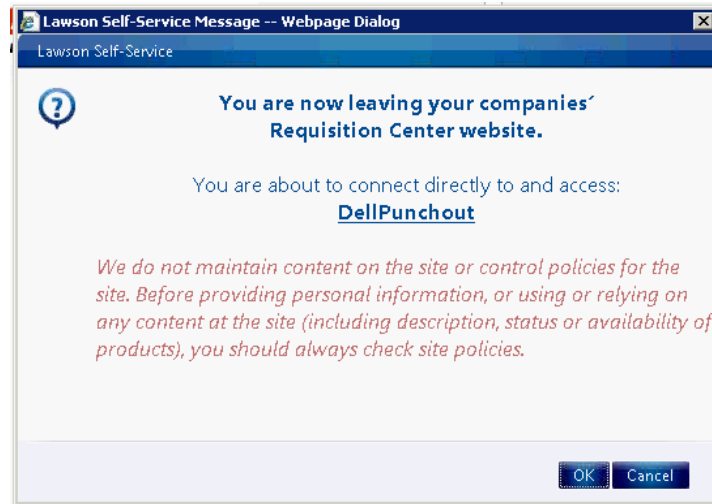 Lawson Self-Service Message -- Webpage Dialog
Lawson Self-Service
You are now leaving your companies´
Requisition Center website.
You are about to connect directly to and access:
DellPunchout
We do not maintain content on the site or control policies for the
site. Before providing personal information, or using or relying on
any content at the site (including description, status or availability of
products), you should always check site policies.
OK Cancel